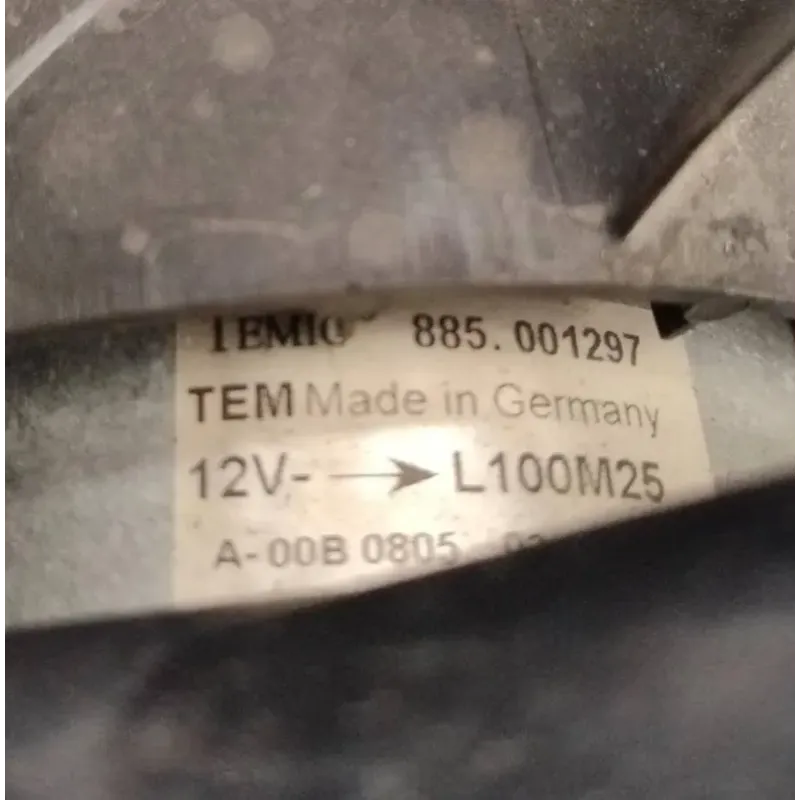 TEMIC 885.001297
TEM Made in Germany
12V- → L100M25
A-00B 0805